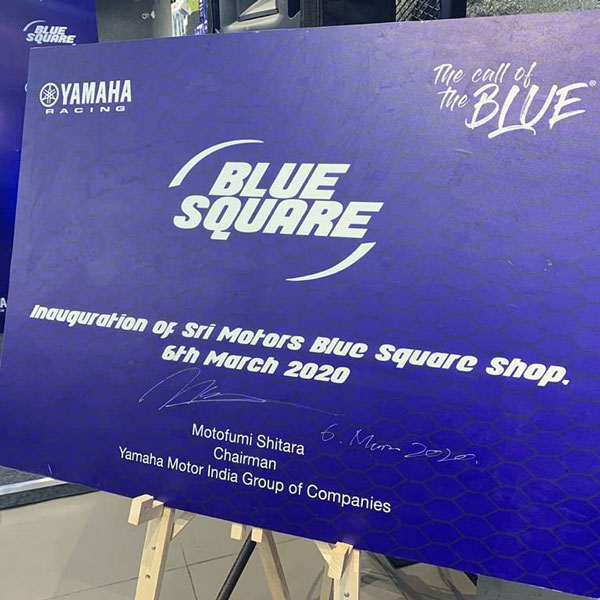 BLUE
SQUARE
YAMAHA
RACING
The call of
the BLUE®
BLUE
SQUARE
Inauguration of Sri Motors Blue Square Shop.
6th March 2020
6. 2020.
Motofumi Shitara
Chairman
Yamaha Motor India Group of Companies